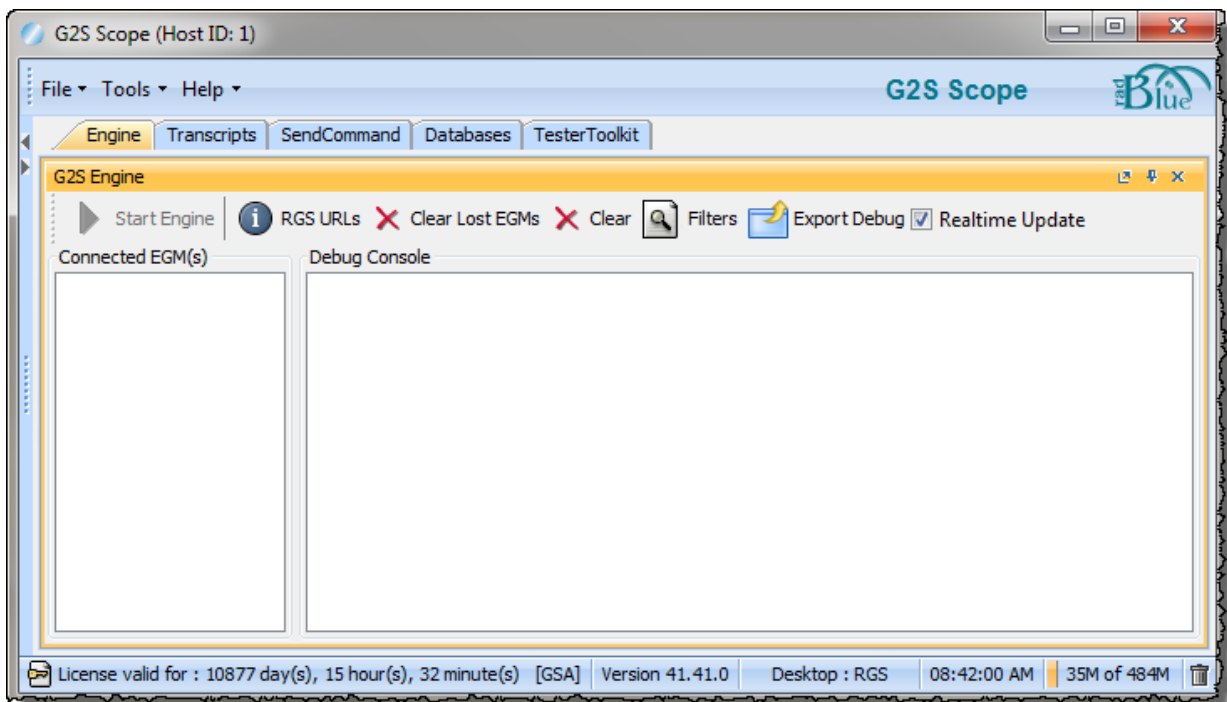 G2S Scope (Host ID: 1)
File Tools Help G2S Scope rad Blue
Engine Transcripts SendCommand Databases TesterToolkit
G2S Engine
Start Engine RGS URLs Clear Lost EGMs Clear Filters Export Debug Realtime Update
Connected EGM(s) Debug Console
License valid for : 10877 day(s), 15 hour(s), 32 minute(s) [GSA] Version 41.41.0 Desktop : RGS 08:42:00 AM 35M of 484M